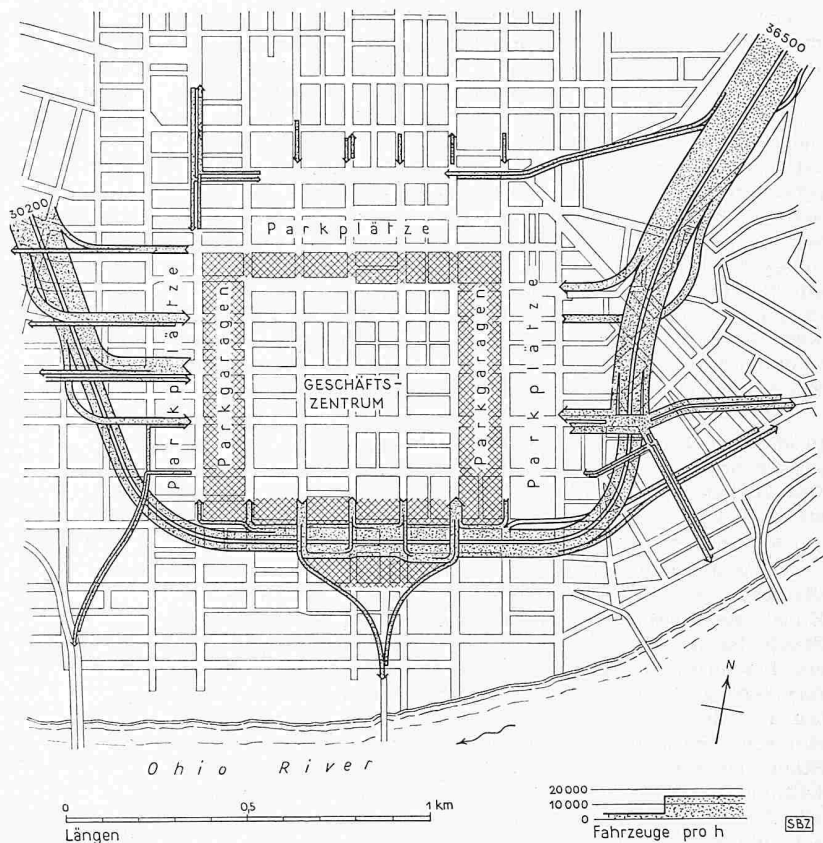 36500
30200
Parkplätze
Parkplätze
Parkgaragen
GESCHÄFTS-
ZENTRUM
Parkgaragen
Parkplätze
N
Ohio River
0 0,5 1 km
Längen
20000
10000
0
Fahrzeuge pro h
SBZ